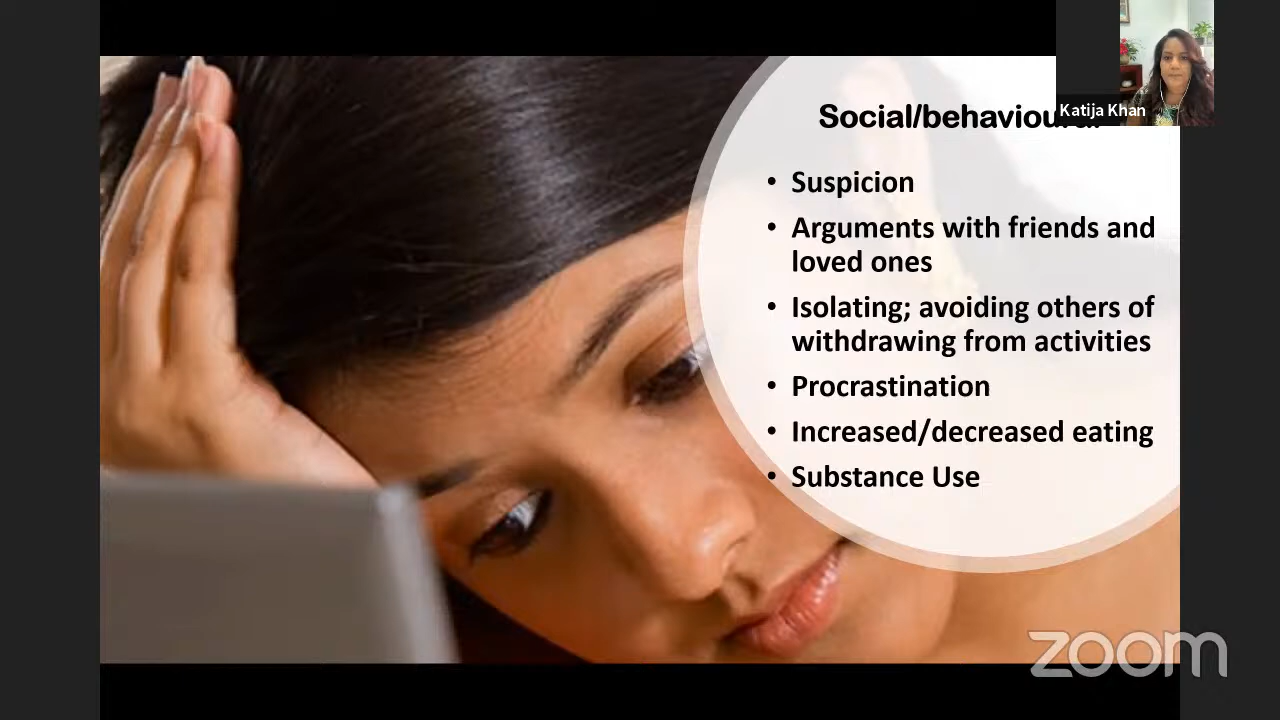 Katija Khan
Social/behavioural
• Suspicion
• Arguments with friends and
loved ones
• Isolating; avoiding others of
withdrawing from activities
• Procrastination
• Increased/decreased eating
• Substance Use
zoom